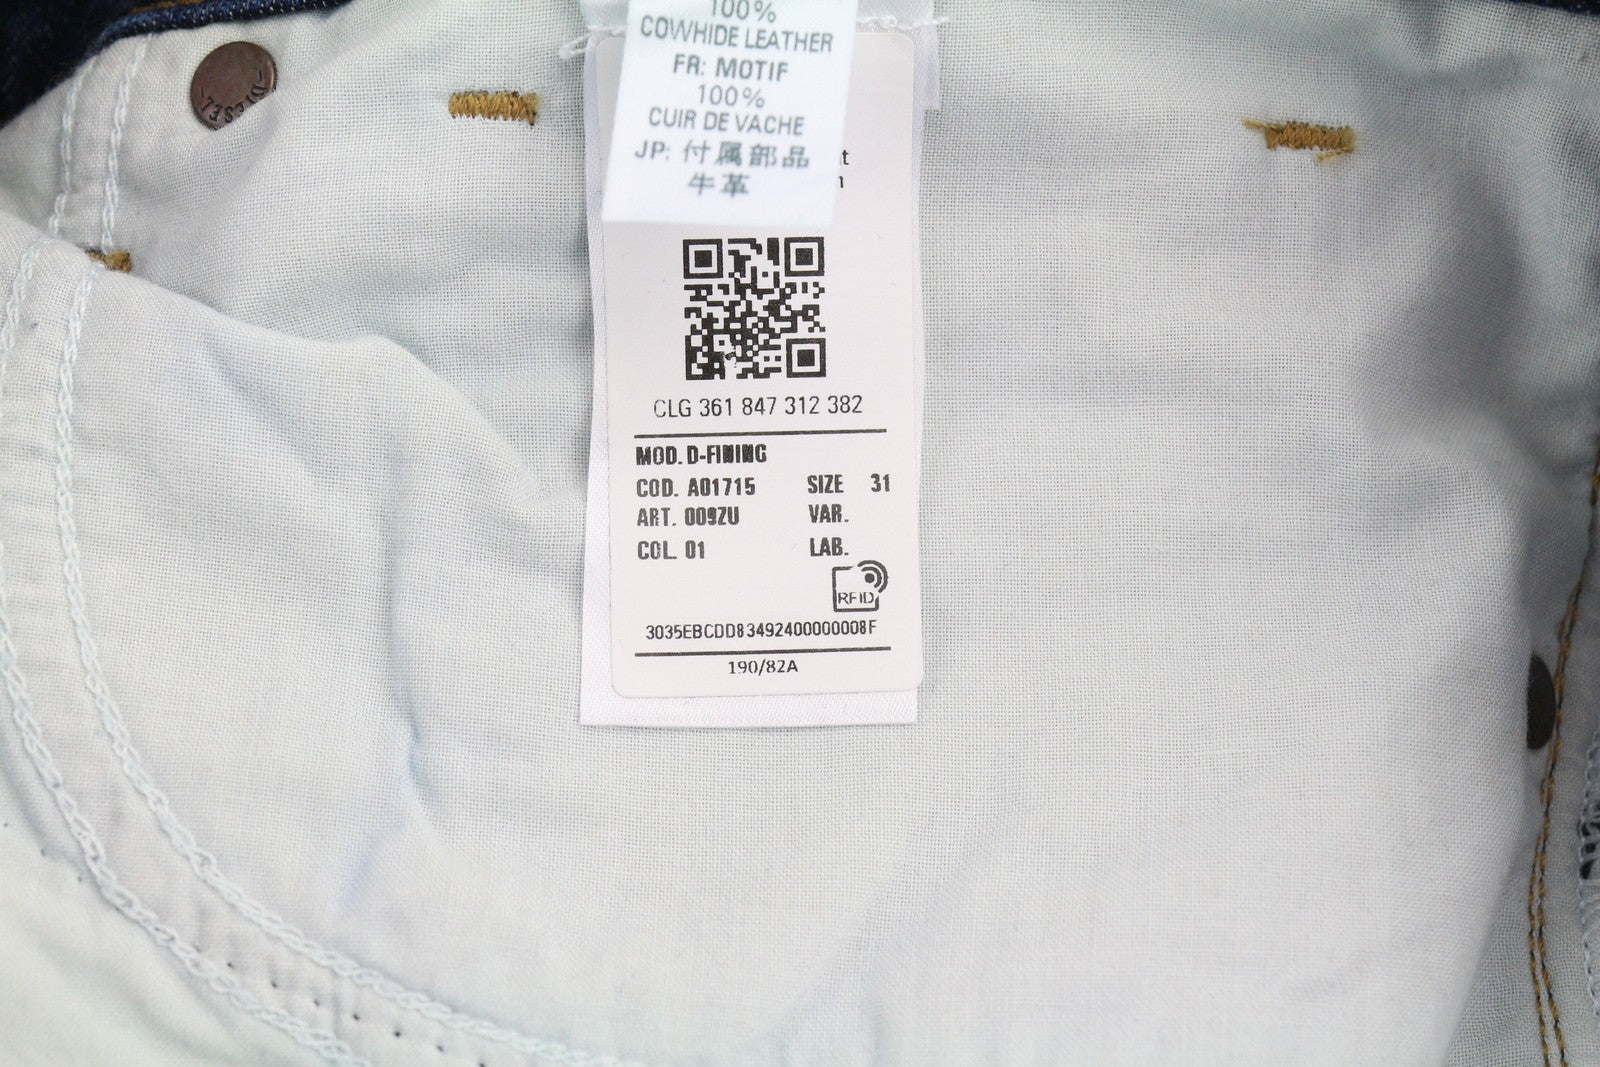 100%
COWHIDE LEATHER
FR: MOTIF
100%
CUIR DE VACHE
JP: 付属部品
牛革
DIESEL
CLG 361 847 312 382
MOD. D-FINING
COD. A01715 SIZE 31
ART. 009ZU VAR.
COL. 01 LAB.
RFID
3035EBCDD83492400000008F
190/82A